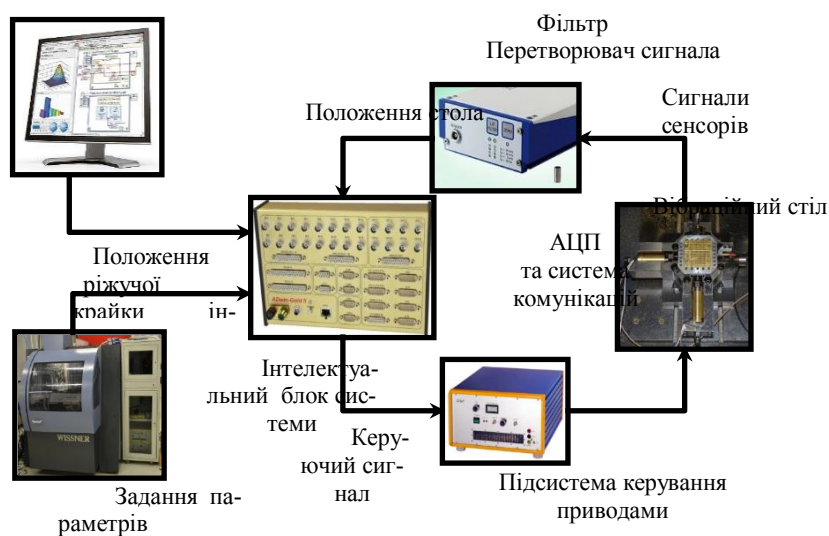 Фільтр
Перетворювач сигнала
Положення стола
Сигнали
сенсорів
Вібраційний стіл
АЦП
та система
комунікацій
Положення
ріжучої
крайки ін-
Інтелектуа-
льний блок сис-
теми
Керу-
ючий сиг-
нал
Підсистема керування
приводами
WISSNER
Задання па-
раметрів